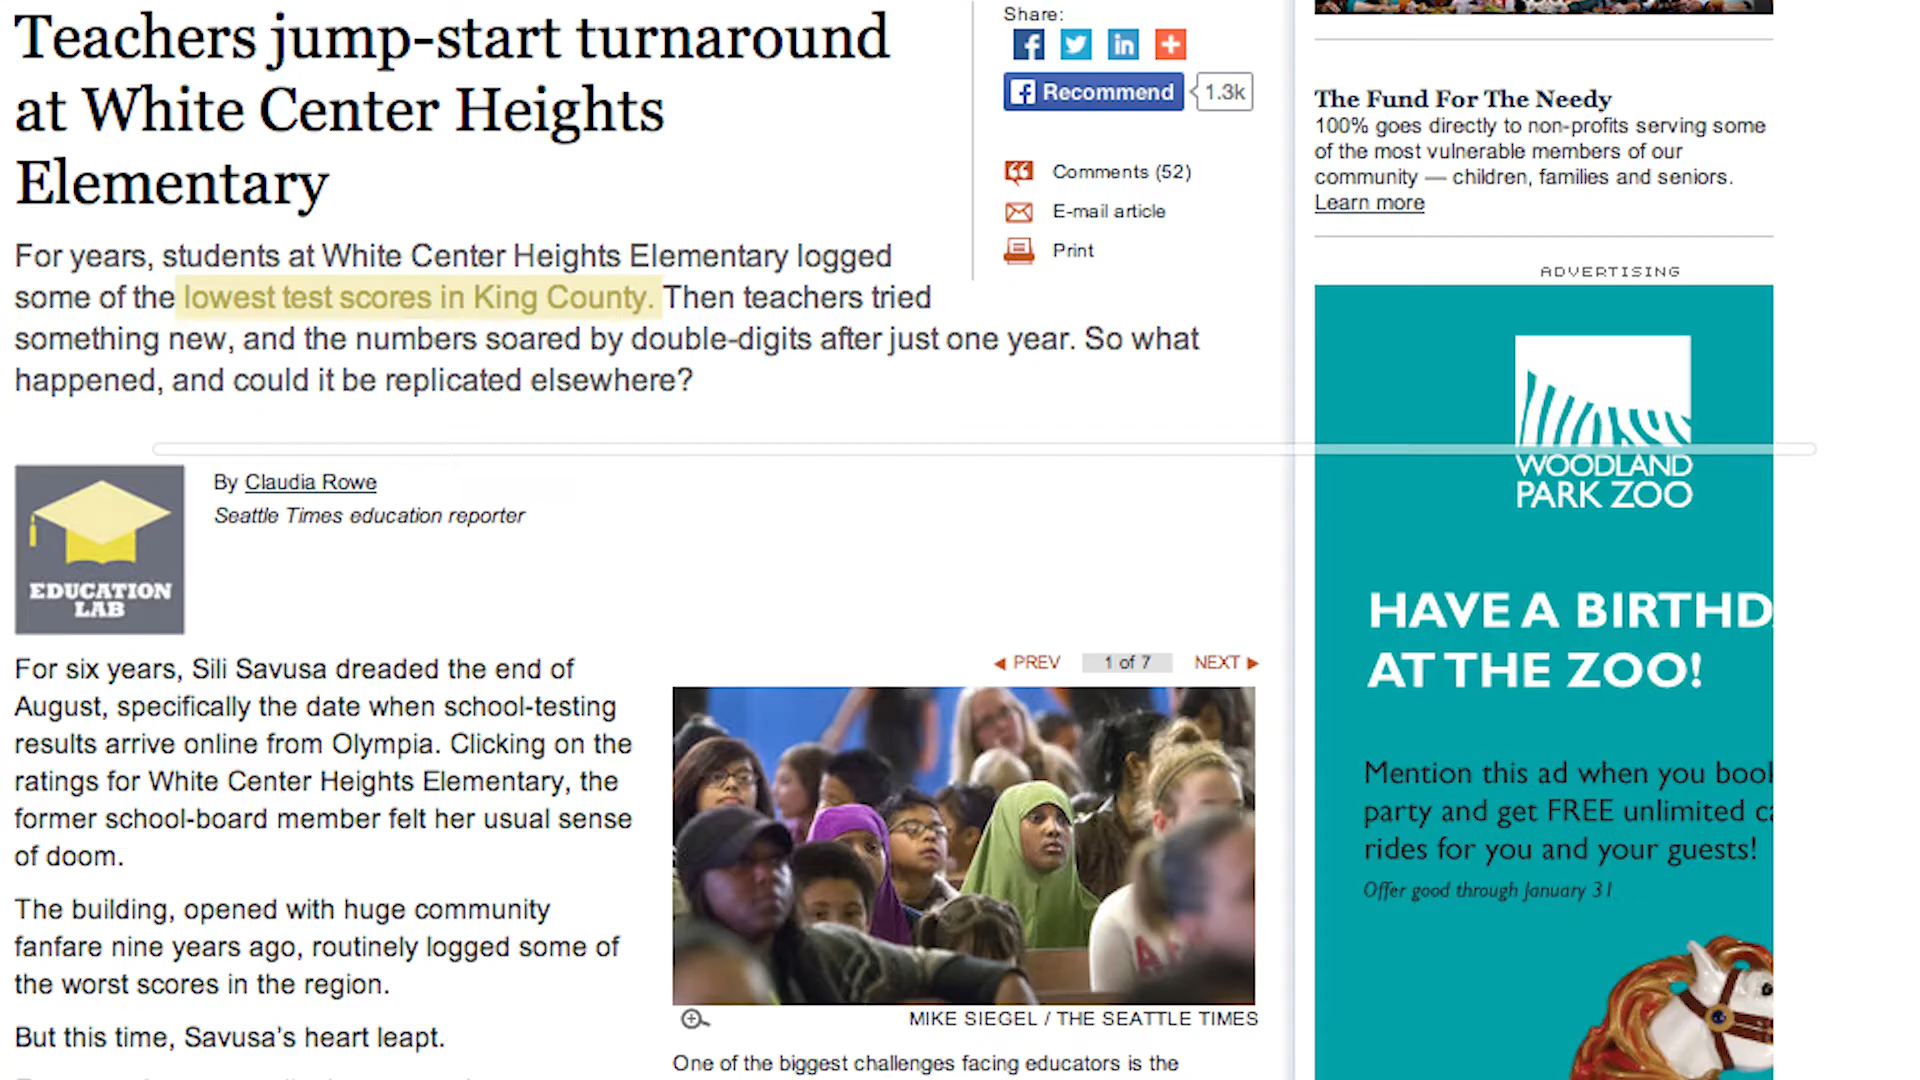 Teachers jump-start turnaround
at White Center Heights
Elementary
For years, students at White Center Heights Elementary logged
some of the lowest test scores in King County. Then teachers tried
something new, and the numbers soared by double-digits after just one year. So what
happened, and could it be replicated elsewhere?
Share:
Recommend 1.3k
Comments (52)
E-mail article
Print
EDUCATION
LAB
By Claudia Rowe
Seattle Times education reporter
For six years, Sili Savusa dreaded the end of
August, specifically the date when school-testing
results arrive online from Olympia. Clicking on the
ratings for White Center Heights Elementary, the
former school-board member felt her usual sense
of doom.
The building, opened with huge community
fanfare nine years ago, routinely logged some of
the worst scores in the region.
But this time, Savusa's heart leapt.
PREV 1 of 7 NEXT
MIKE SIEGEL / THE SEATTLE TIMES
One of the biggest challenges facing educators is the
The Fund For The Needy
100% goes directly to non-profits serving some
of the most vulnerable members of our
community — children, families and seniors.
Learn more
ADVERTISING
WOODLAND
PARK ZOO
HAVE A BIRTHD
AT THE ZOO!
Mention this ad when you book
party and get FREE unlimited ca
rides for you and your guests!
Offer good through January 31